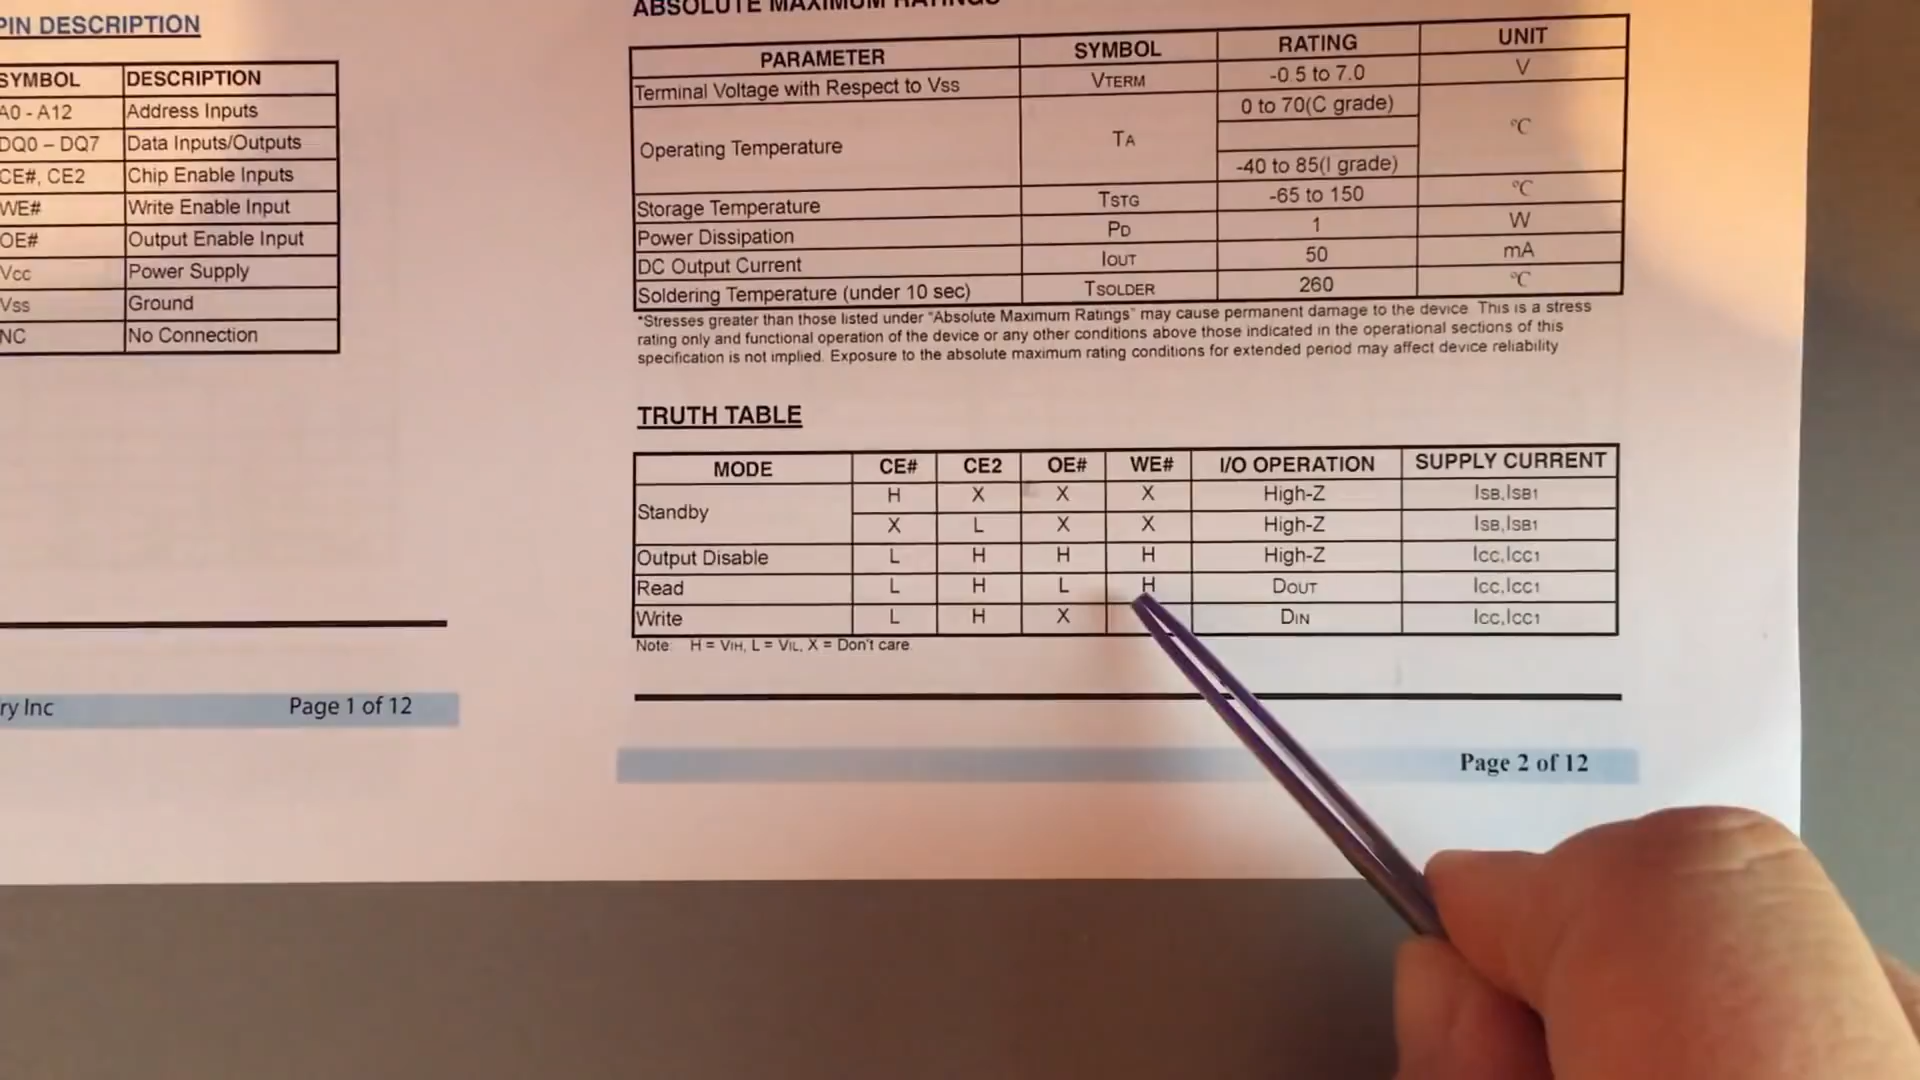 PIN DESCRIPTION
SYMBOL DESCRIPTION
A0 - A12 Address Inputs
DQ0 – DQ7 Data Inputs/Outputs
CE#, CE2 Chip Enable Inputs
WE# Write Enable Input
OE# Output Enable Input
Vcc Power Supply
Vss Ground
NC No Connection
ry Inc Page 1 of 12
ABSOLUTE MAXIMUM RATINGS
PARAMETER SYMBOL RATING UNIT
Terminal Voltage with Respect to Vss VTERM -0.5 to 7.0 V
Operating Temperature TA 0 to 70(C grade) ℃
-40 to 85(I grade)
Storage Temperature TSTG -65 to 150 ℃
Power Dissipation PD 1 W
DC Output Current IOUT 50 mA
Soldering Temperature (under 10 sec) TSOLDER 260 ℃
*Stresses greater than those listed under “Absolute Maximum Ratings” may cause permanent damage to the device. This is a stress
rating only and functional operation of the device or any other conditions above those indicated in the operational sections of this
specification is not implied. Exposure to the absolute maximum rating conditions for extended period may affect device reliability
TRUTH TABLE
MODE CE# CE2 OE# WE# I/O OPERATION SUPPLY CURRENT
Standby H X X X High-Z ISB,ISB1
X L X X High-Z ISB,ISB1
Output Disable L H H H High-Z ICC,ICC1
Read L H L H DOUT ICC,ICC1
Write L H X DIN ICC,ICC1
Note: H = VIH, L = VIL, X = Don't care.
Page 2 of 12